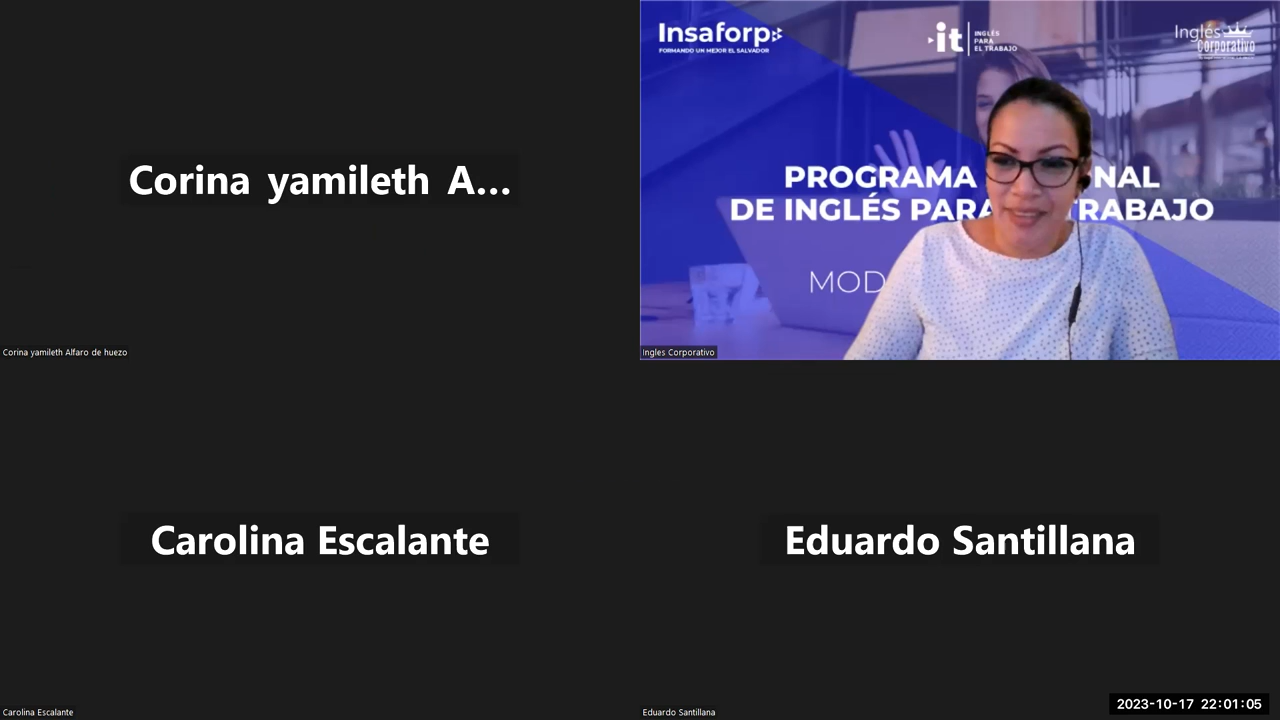 Corina yamileth A...
Corina yamileth Alfaro de huezo
Insaforp
FORMANDO UN MEJOR EL SALVADOR
it
INGLÉS
PARA
EL TRABAJO
Inglés
Corporativo
PROGRAMA NAL
DE INGLÉS PARA TRABAJO
MOD
Ingles Corporativo
Carolina Escalante
Carolina Escalante
Eduardo Santillana
Eduardo Santillana
2023-10-17 22:01:05